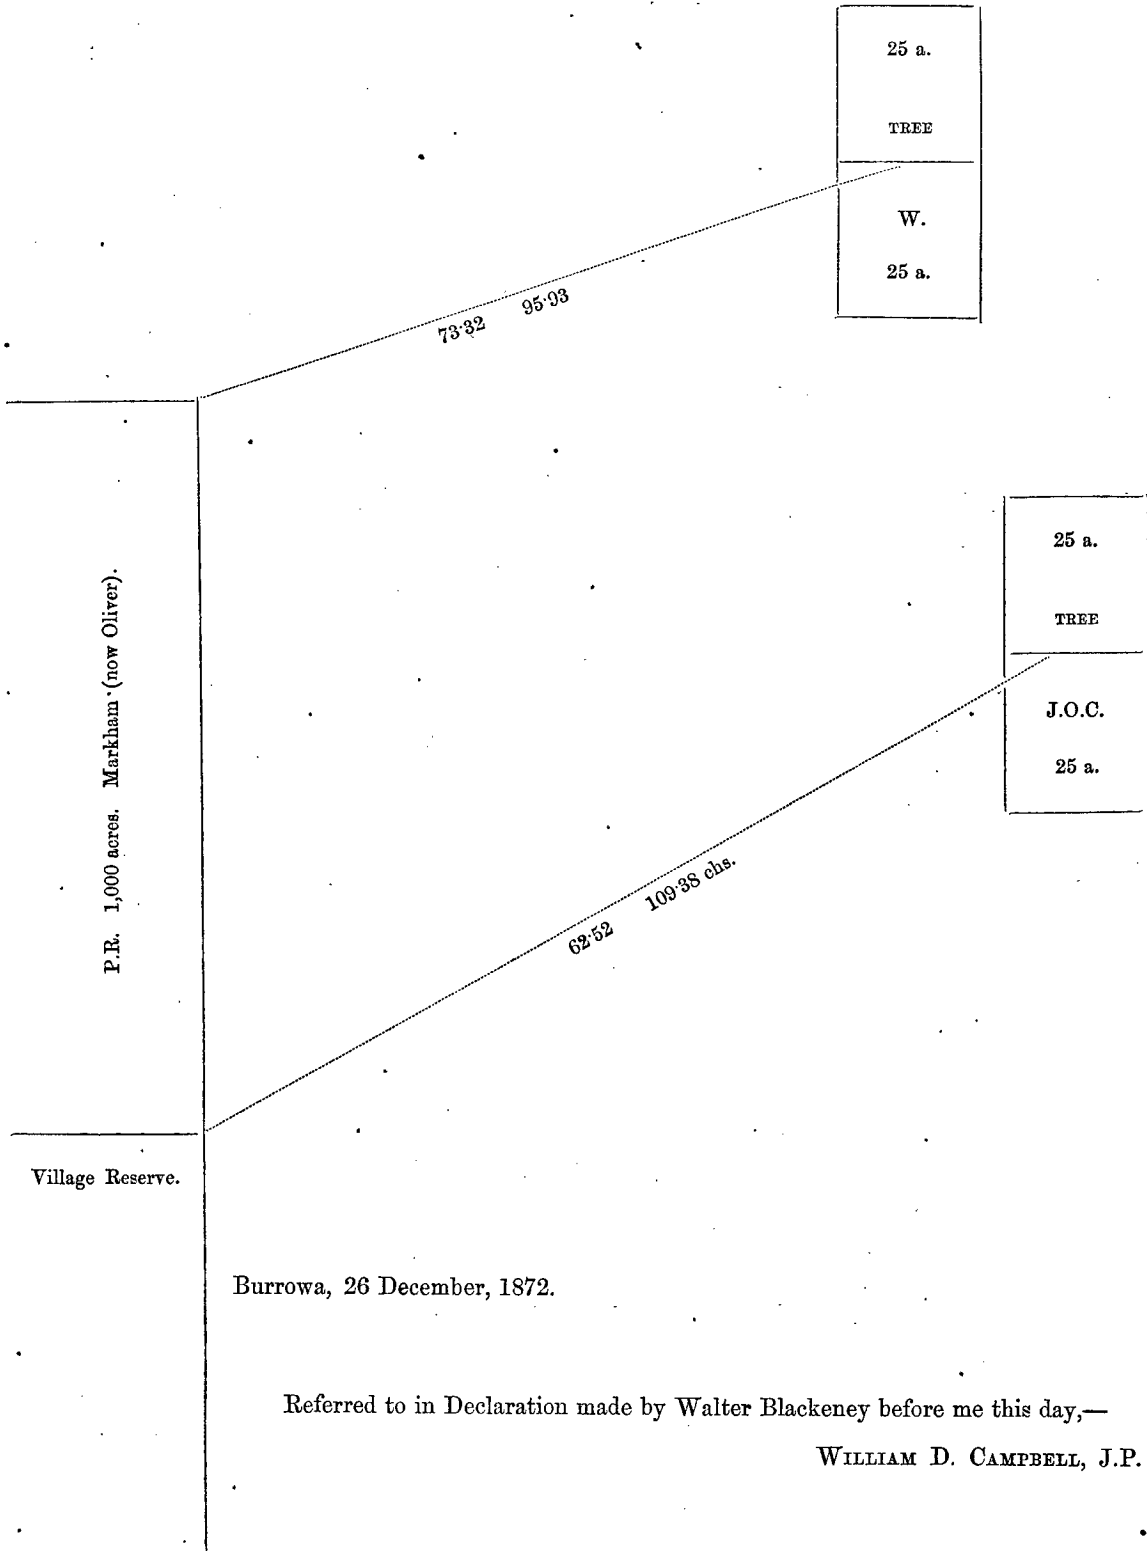 25 a.
TREE
W.
25 a.
73·32 95·93
25 a.
TREE
J.O.C.
25 a.
P.R. 1,000 acres. Markham (now Oliver).
62·52 109·38 chs.
Village Reserve.
Burrowa, 26 December, 1872.
Referred to in Declaration made by Walter Blackeney before me this day,—
WILLIAM D. CAMPBELL, J.P.